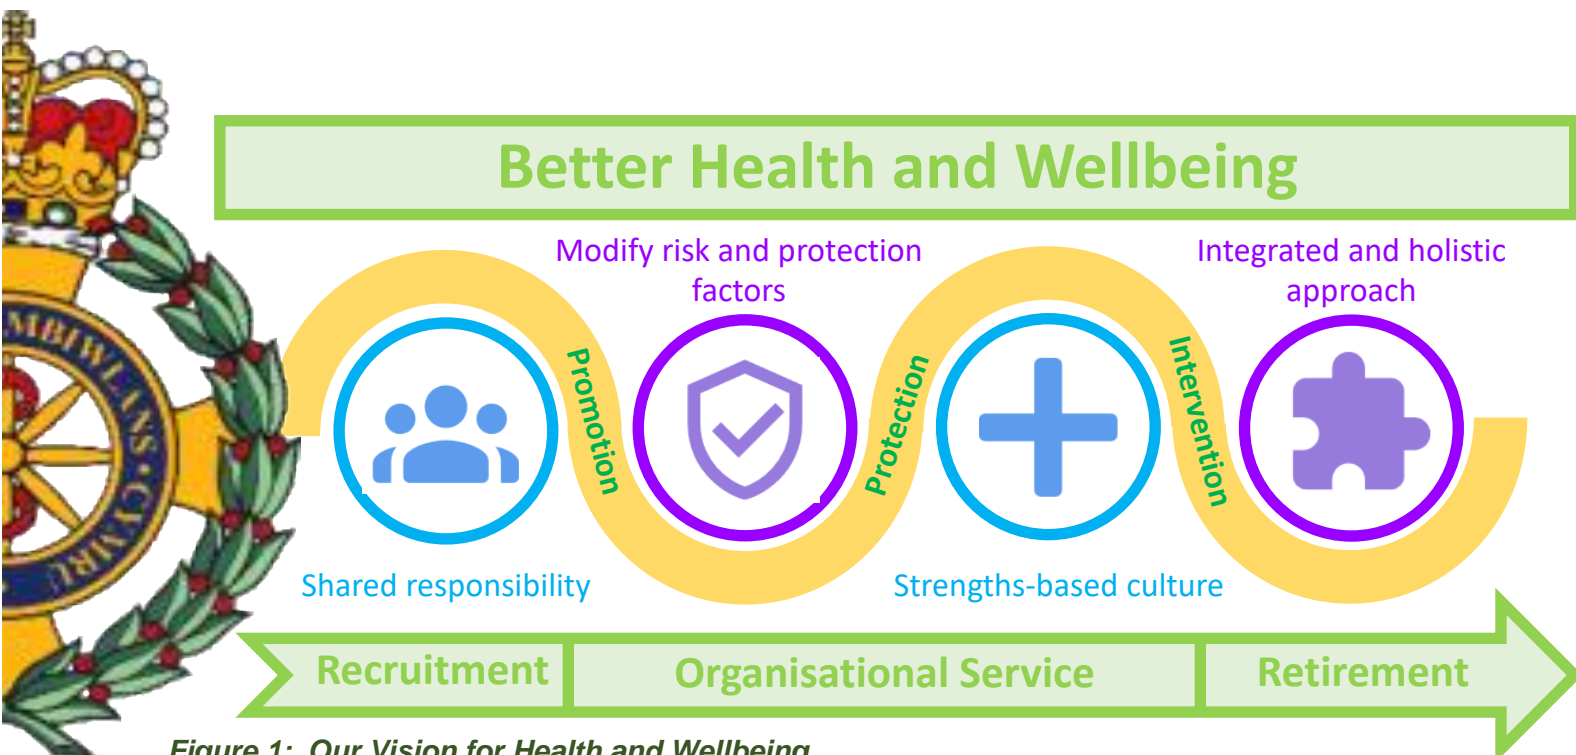 Better Health and Wellbeing
Modify risk and protection
factors
Integrated and holistic
approach
Promotion
Protection
Intervention
Shared responsibility
Strengths-based culture
Recruitment
Organisational Service
Retirement
CYMRU
Figure 1: Our Vision for Health and Wellbeing